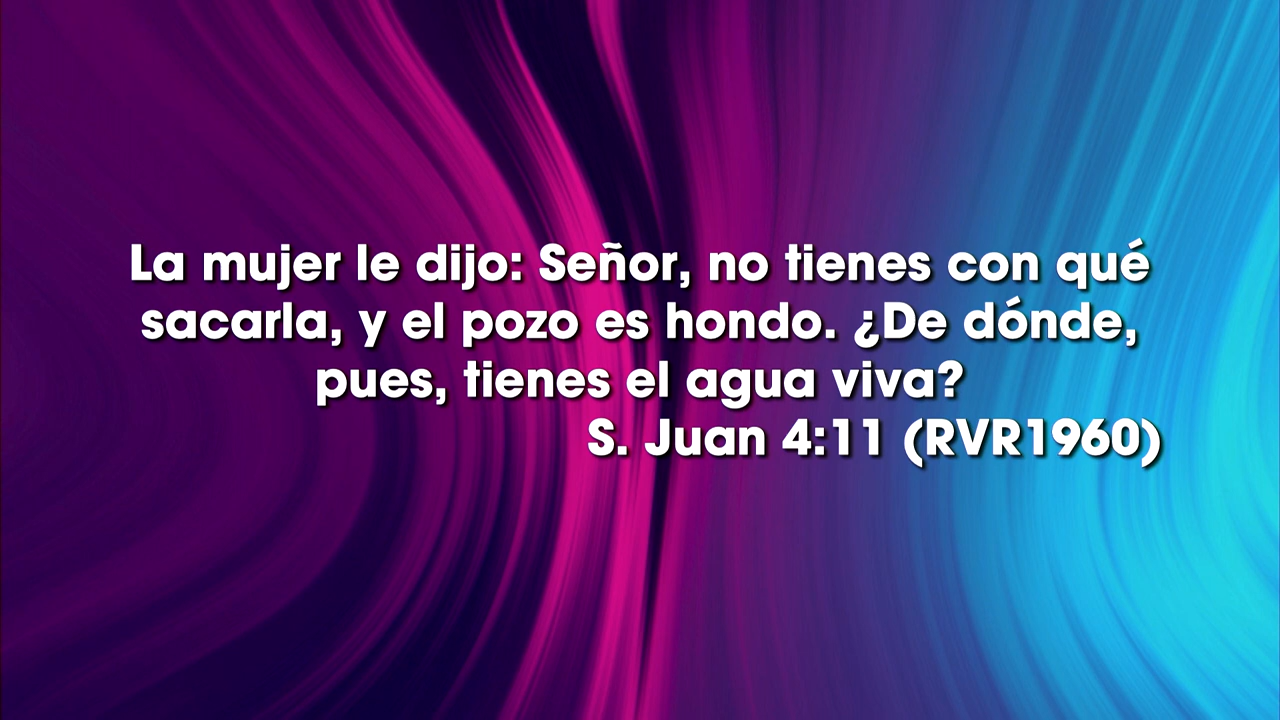 La mujer le dijo: Señor, no tienes con qué
sacarla, y el pozo es hondo. ¿De dónde,
pues, tienes el agua viva?
S. Juan 4:11 (RVR1960)